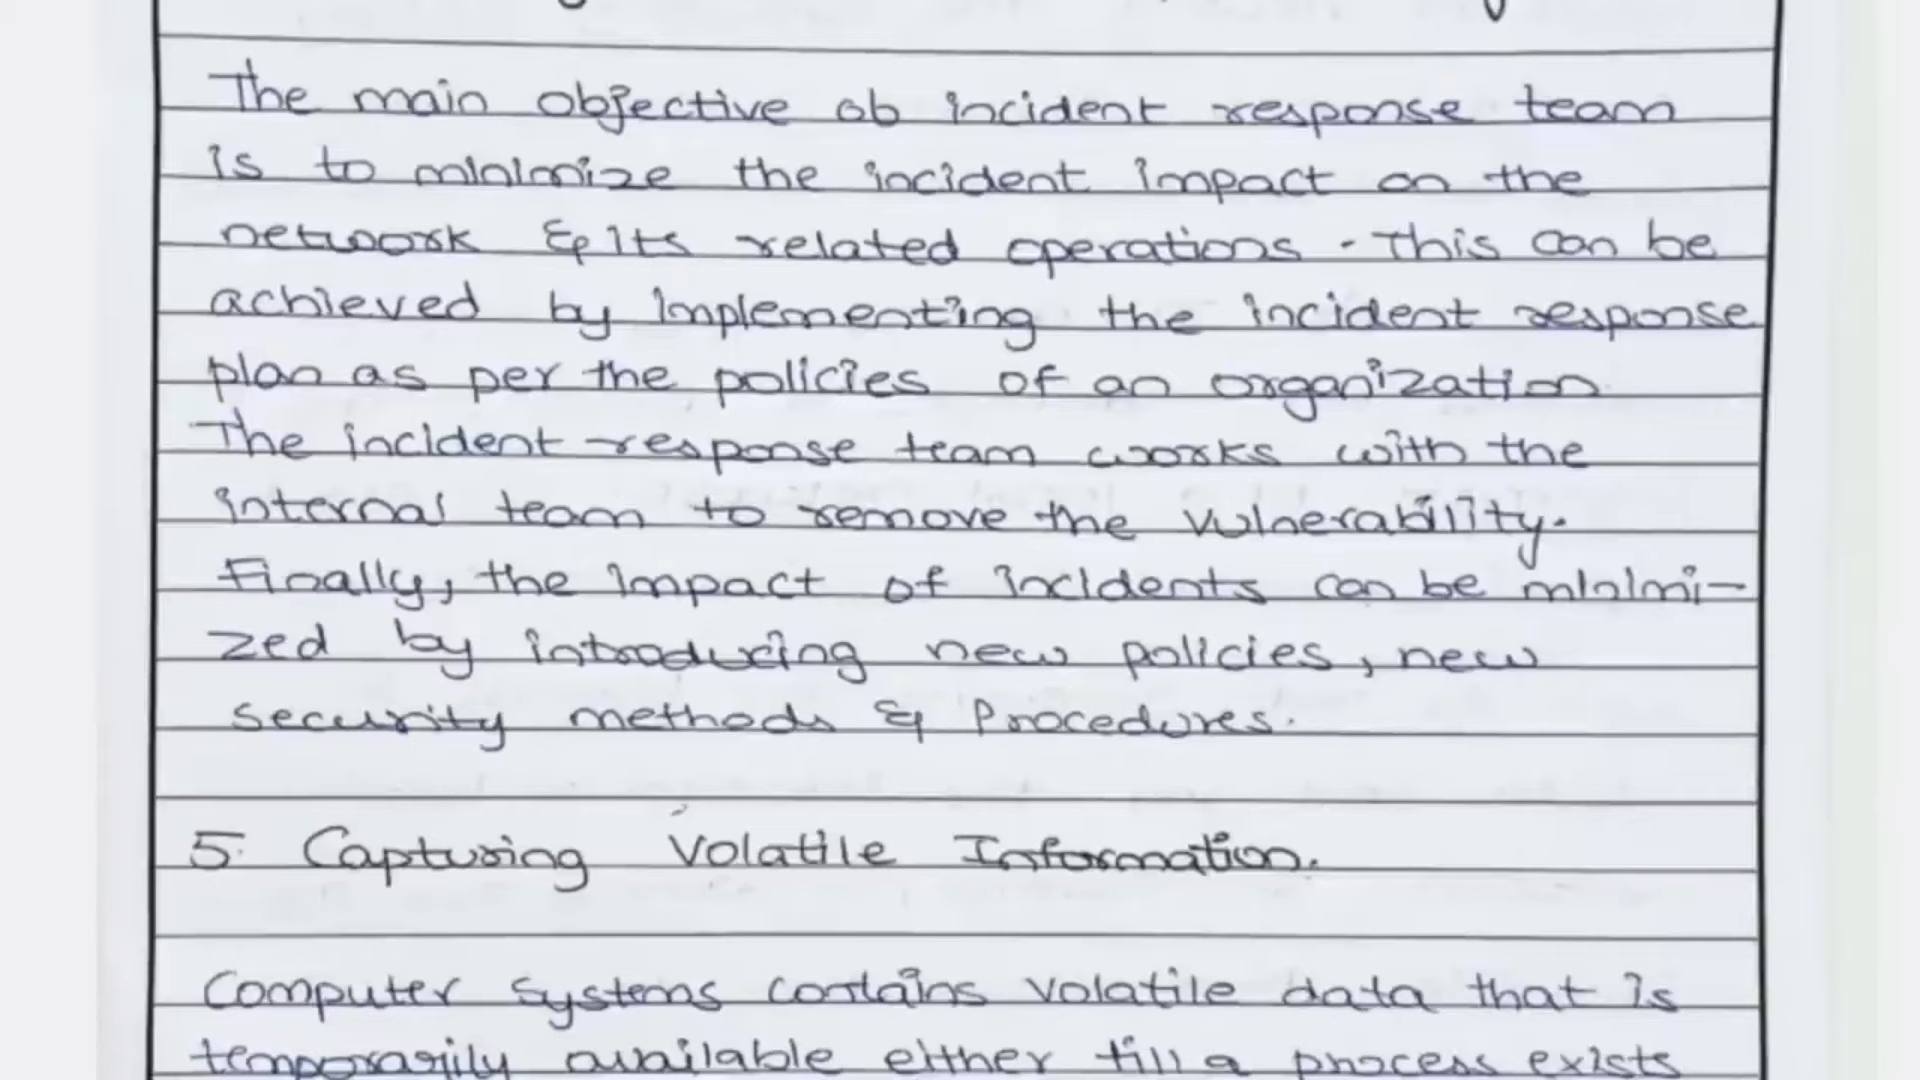 The main objective ob incident response team
is to minimize the incident impact on the
network & its related operations. This can be
achieved by implementing the incident response
plan as per the policies of an organization
The incident response team works with the
internal team to remove the vulnerability.
Finally, the impact of incidents can be minimi-
zed by introducing new policies, new
security methods & Procedures.
5. Capturing Volatile Information.
Computer Systems contains volatile data that is
temporarily available either till a process exists